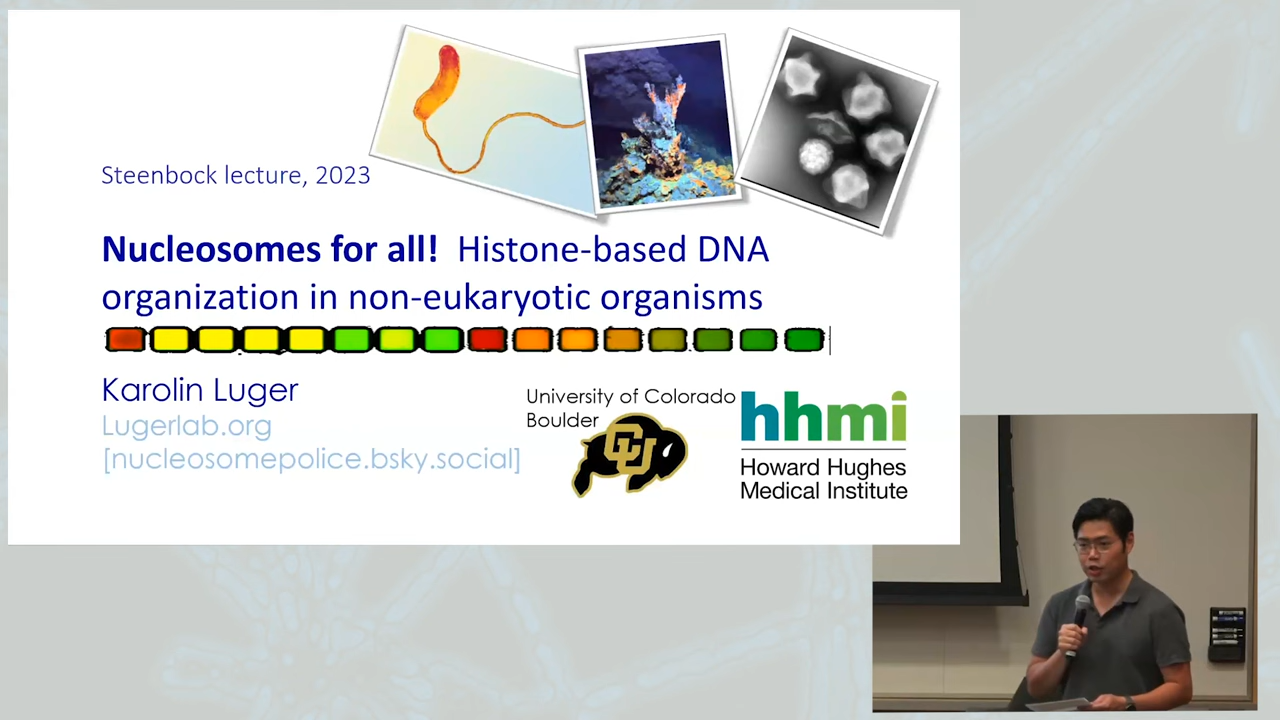 Steenbock lecture, 2023
Nucleosomes for all! Histone-based DNA
organization in non-eukaryotic organisms
Karolin Luger
Lugerlab.org
[nucleosomepolice.bsky.social]
University of Colorado
Boulder
CU
hhmi
Howard Hughes
Medical Institute